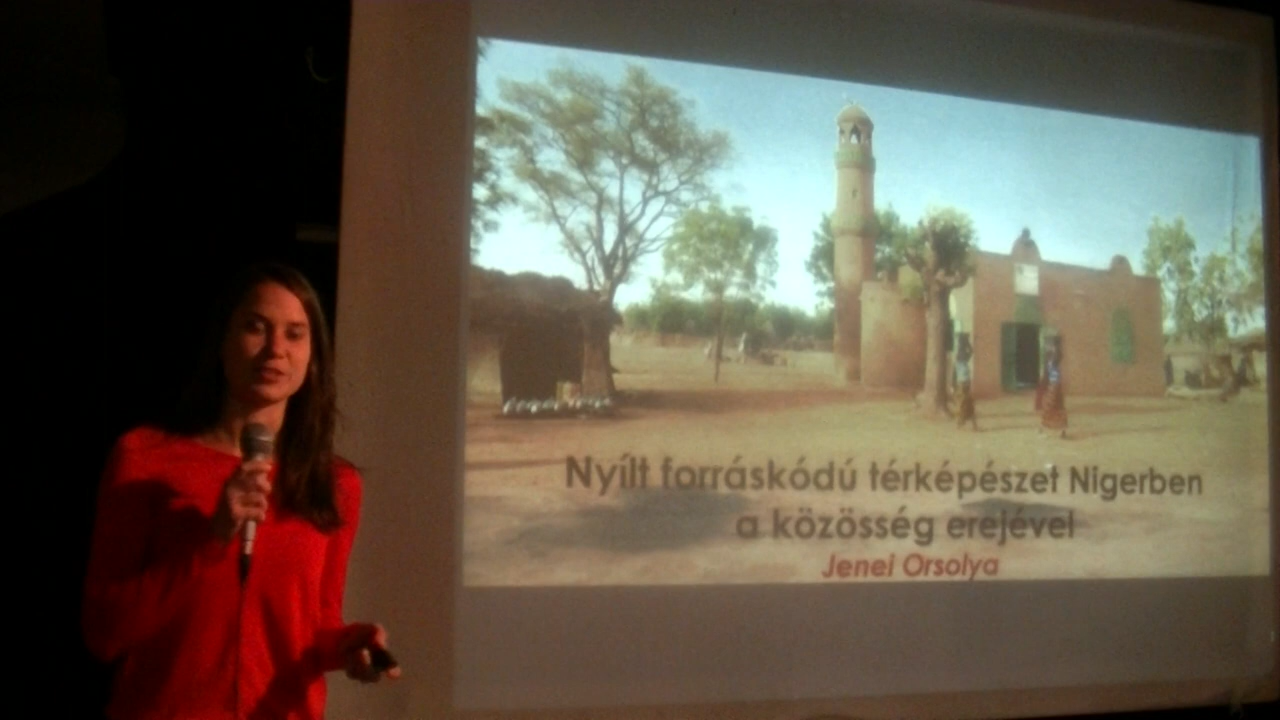 Nyílt forráskódú térképészet Nigerben
a közösség erejével
Jenei Orsolya